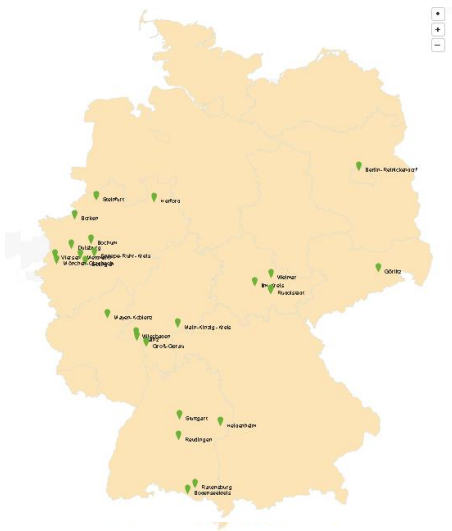 Berlin-Reinickendorf
Steinfurt
Herford
Borken
Bochum
Duisburg
Ennepe-Ruhr-Kreis
Viersen
Görlitz
Weimar
Ilm-Kreis
Rudolstadt
Mayen-Koblenz
Main-Kinzig-Kreis
Wiesbaden
Groß-Gerau
Stuttgart
Heidenheim
Reutlingen
Ravensburg
Bodenseekreis